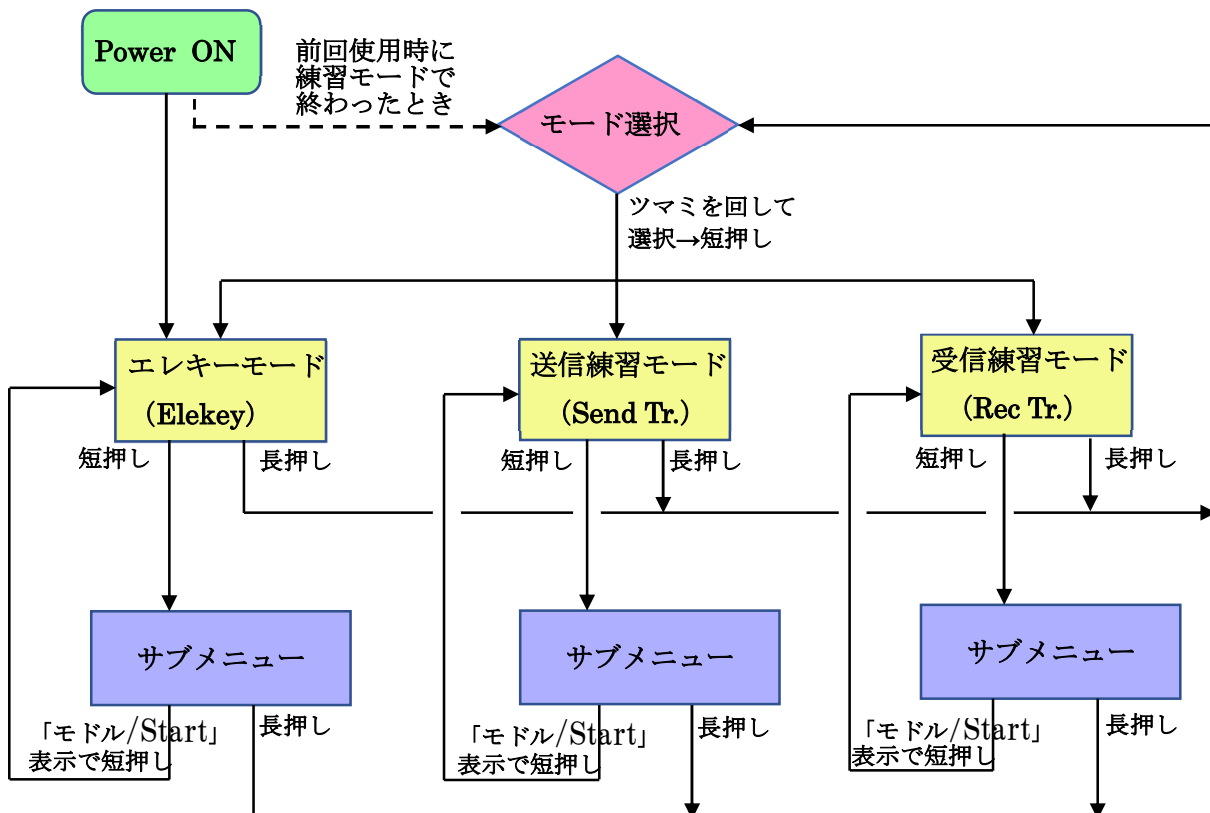 Power ON
前回使用時に
練習モードで
終わったとき
モード選択
ツマミを回して
選択→短押し
エレキーモード
（Elekey）
送信練習モード
（Send Tr.）
受信練習モード
（Rec Tr.）
短押し
長押し
短押し
長押し
短押し
長押し
サブメニュー
サブメニュー
サブメニュー
「モドル/Start」
表示で短押し
長押し
「モドル/Start」
表示で短押し
長押し
「モドル/Start」
表示で短押し
長押し